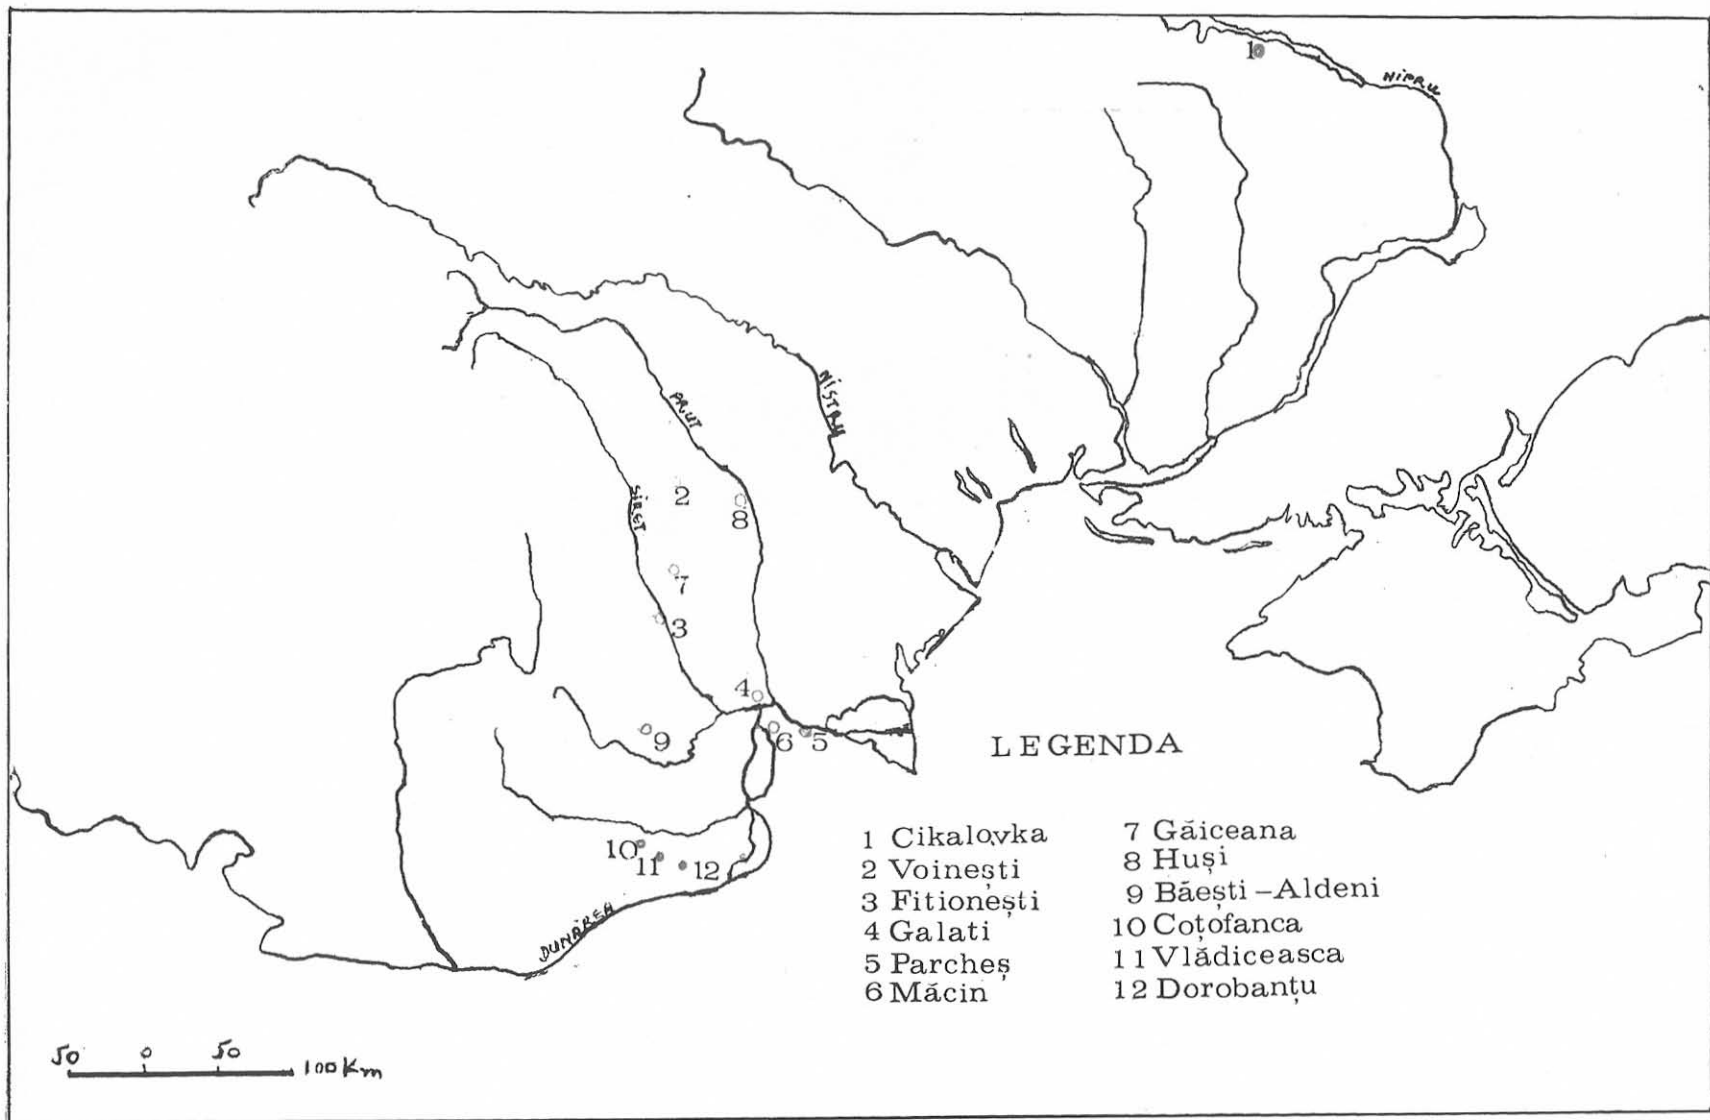 1
NIPRU
NISTRU
PRUT
SIRET
2
8
7
3
4
6
5
9
10
11
12
DUNĂREA
LEGENDA
1 Cikalovka
2 Voinești
3 Fitionești
4 Galati
5 Parcheș
6 Măcin
7 Găiceana
8 Huși
9 Băești-Aldeni
10 Coțofanca
11 Vlădiceasca
12 Dorobanțu
50 0 50 100 Km